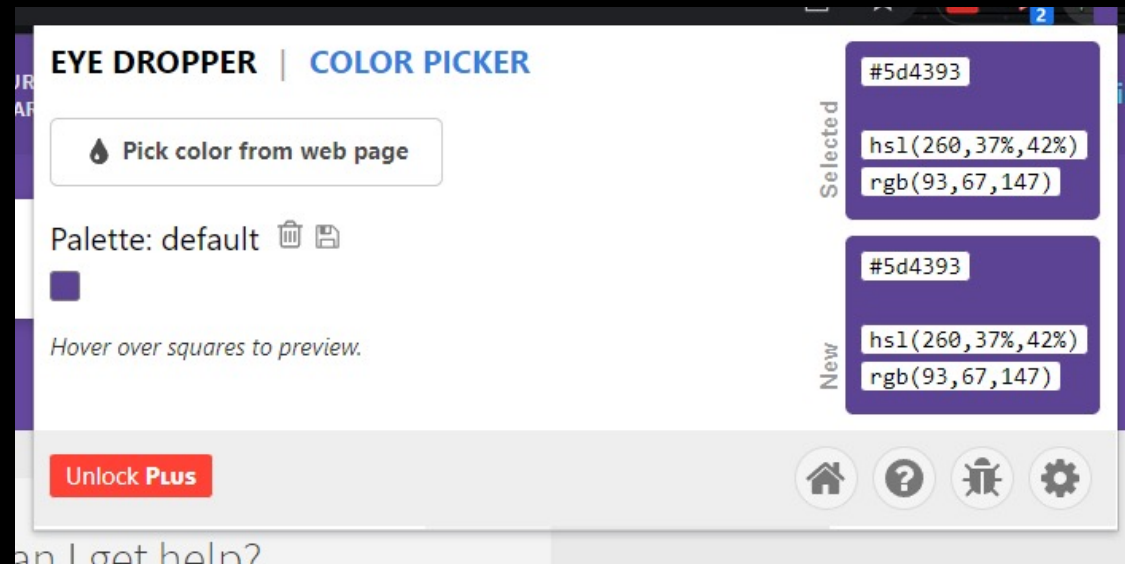 2
EYE DROPPER | COLOR PICKER
Pick color from web page
Palette: default
Hover over squares to preview.
Selected
#5d4393
hsl(260,37%,42%)
rgb(93,67,147)
New
#5d4393
hsl(260,37%,42%)
rgb(93,67,147)
Unlock Plus
an I get help?